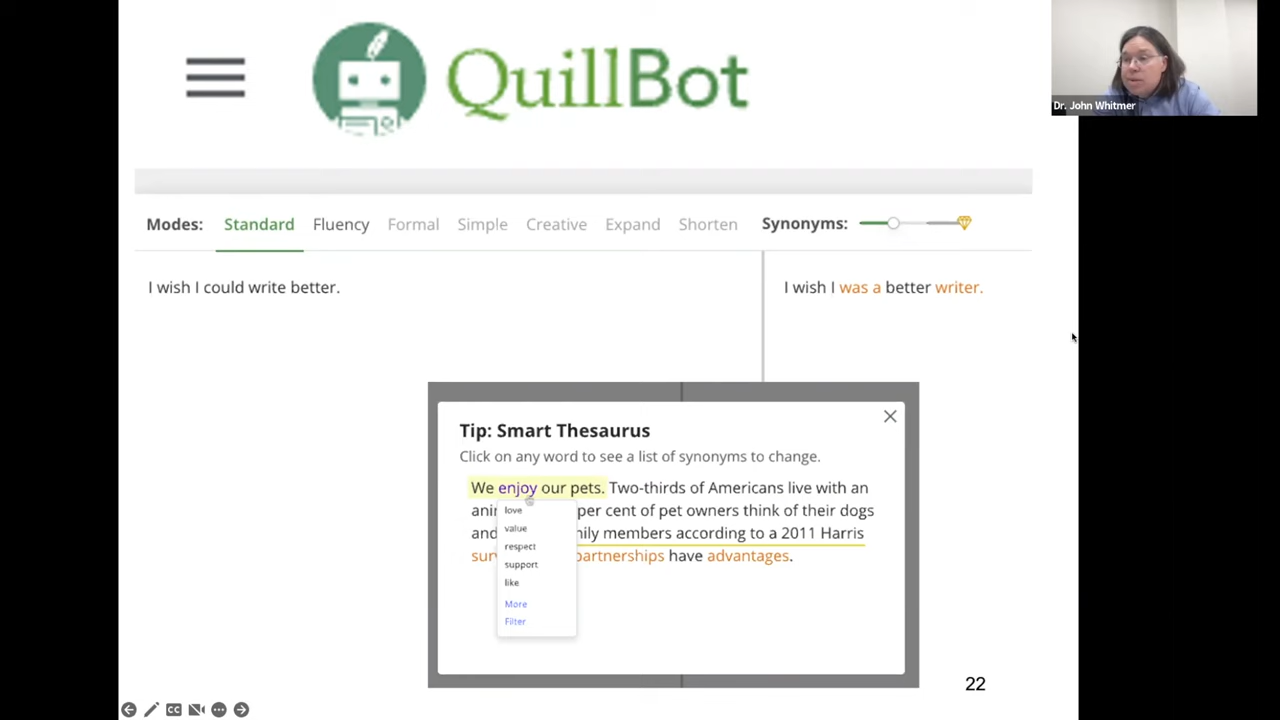 QuillBot
Dr. John Whitmer
Modes: Standard Fluency Formal Simple Creative Expand Shorten Synonyms:
I wish I could write better.
I wish I was a better writer.
Tip: Smart Thesaurus
Click on any word to see a list of synonyms to change.
We enjoy our pets. Two-thirds of Americans live with an
ani per cent of pet owners think of their dogs
and ily members according to a 2011 Harris
sur partnerships have advantages.
love
value
respect
support
like
More
Filter
22
CC